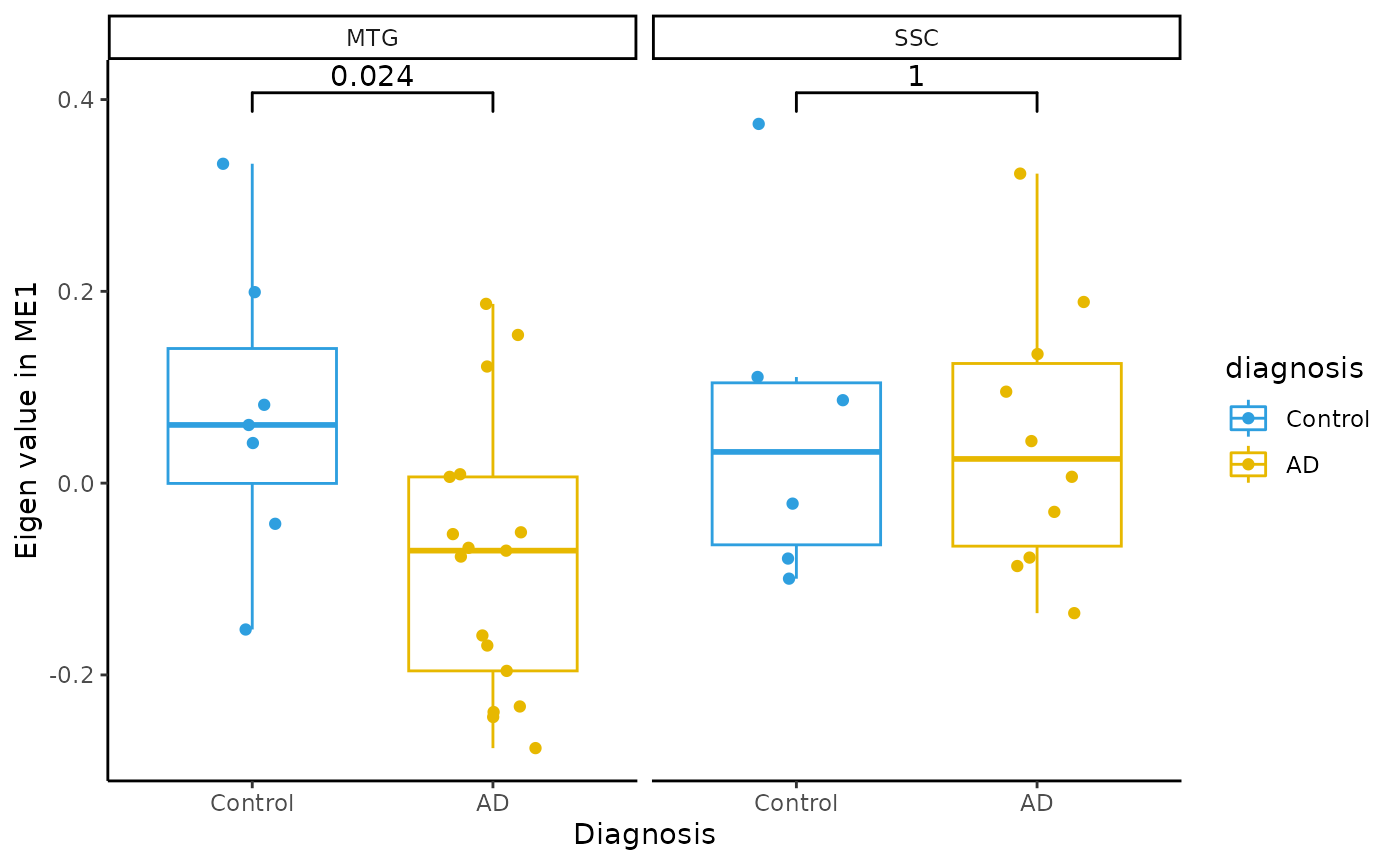 MTG
SSC
0.024
1
0.4
0.2
0.0
-0.2
Eigen value in ME1
Control
AD
Control
AD
Diagnosis
diagnosis
Control
AD